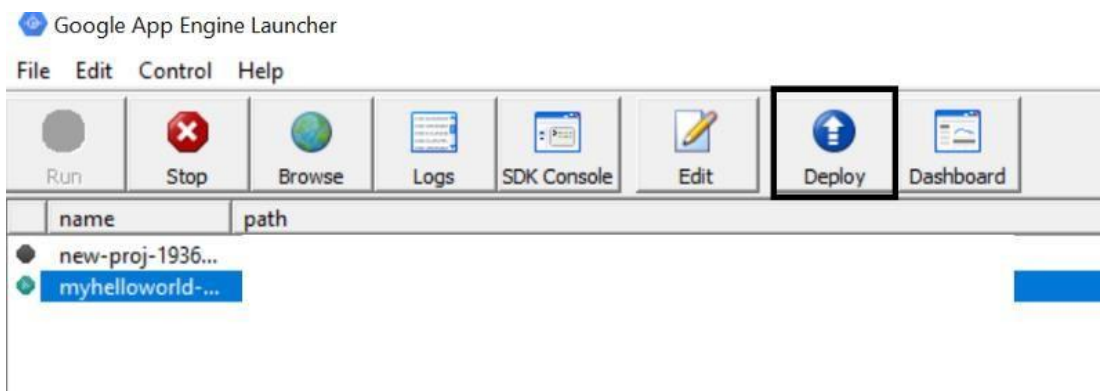 Google App Engine Launcher
File Edit Control Help
Run Stop Browse Logs SDK Console Edit Deploy Dashboard
name path
new-proj-1936...
myhelloworld-...